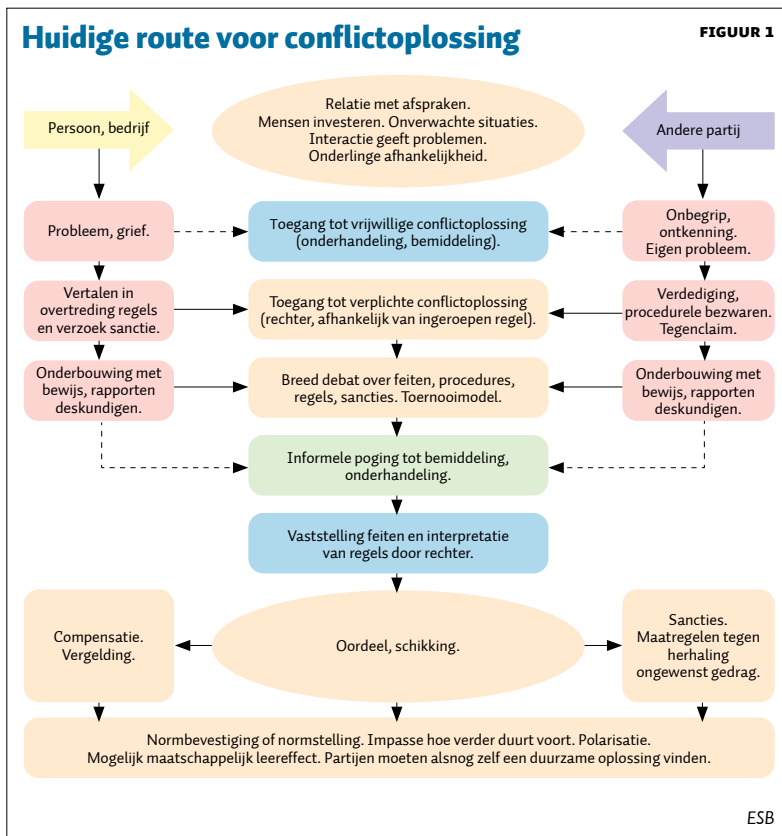 Huidige route voor conflictoplossing
FIGUUR 1
Persoon, bedrijf
Relatie met afspraken.
Mensen investeren. Onverwachte situaties.
Interactie geeft problemen.
Onderlinge afhankelijkheid.
Andere partij
Probleem, grief.
Toegang tot vrijwillige conflictoplossing
(onderhandeling, bemiddeling).
Onbegrip,
ontkenning.
Eigen probleem.
Vertalen in
overtreding regels
en verzoek sanctie.
Toegang tot verplichte conflictoplossing
(rechter, afhankelijk van ingeroepen regel).
Verdediging,
procedurele bezwaren.
Tegenclaim.
Onderbouwing met
bewijs, rapporten
deskundigen.
Breed debat over feiten, procedures,
regels, sancties. Toernooimodel.
Onderbouwing met
bewijs, rapporten
deskundigen.
Informele poging tot bemiddeling,
onderhandeling.
Vaststelling feiten en interpretatie
van regels door rechter.
Compensatie.
Vergelding.
Oordeel, schikking.
Sancties.
Maatregelen tegen
herhaling
ongewenst gedrag.
Normbevestiging of normstelling. Impasse hoe verder duurt voort. Polarisatie.
Mogelijk maatschappelijk leereffect. Partijen moeten alsnog zelf een duurzame oplossing vinden.
ESB